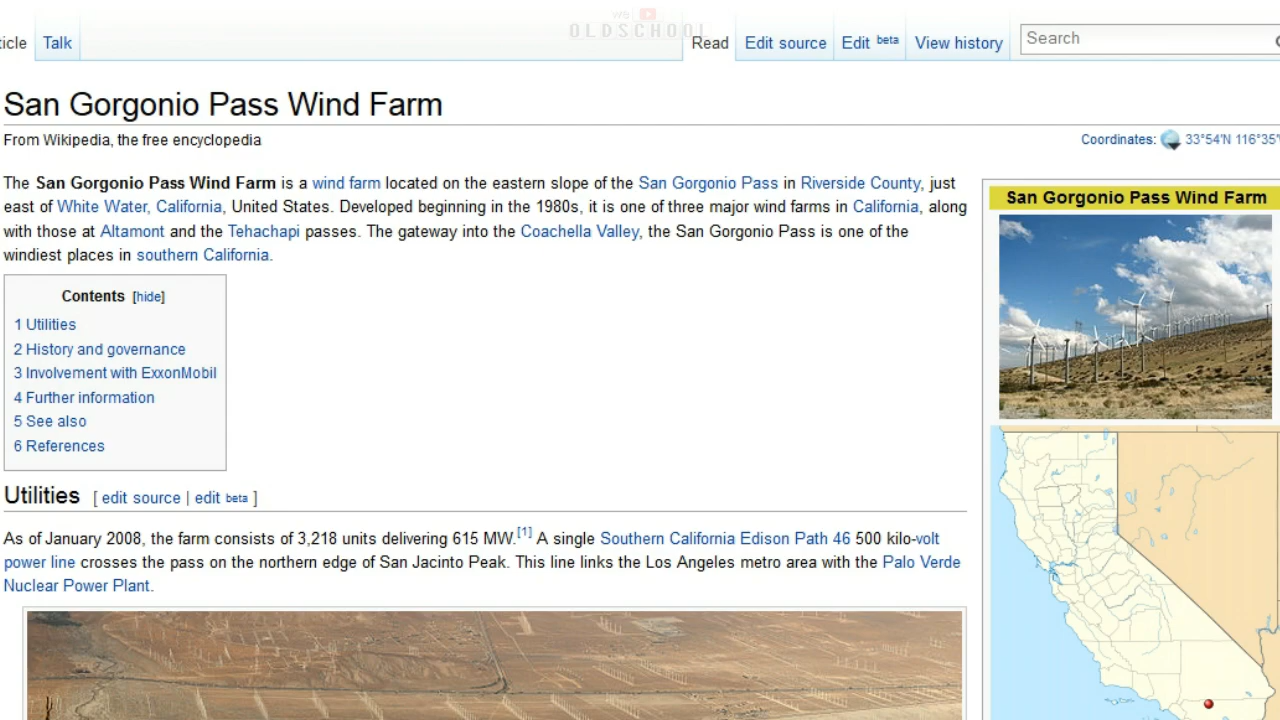 we
OLDSCHOOL
ticle Talk Read Edit source Edit beta View history Search
San Gorgonio Pass Wind Farm
From Wikipedia, the free encyclopedia
Coordinates: 33°54′N 116°35′
The San Gorgonio Pass Wind Farm is a wind farm located on the eastern slope of the San Gorgonio Pass in Riverside County, just
east of White Water, California, United States. Developed beginning in the 1980s, it is one of three major wind farms in California, along
with those at Altamont and the Tehachapi passes. The gateway into the Coachella Valley, the San Gorgonio Pass is one of the
windiest places in southern California.
Contents [hide]
1 Utilities
2 History and governance
3 Involvement with ExxonMobil
4 Further information
5 See also
6 References
Utilities [ edit source | edit beta ]
As of January 2008, the farm consists of 3,218 units delivering 615 MW.[1] A single Southern California Edison Path 46 500 kilo-volt
power line crosses the pass on the northern edge of San Jacinto Peak. This line links the Los Angeles metro area with the Palo Verde
Nuclear Power Plant.
San Gorgonio Pass Wind Farm